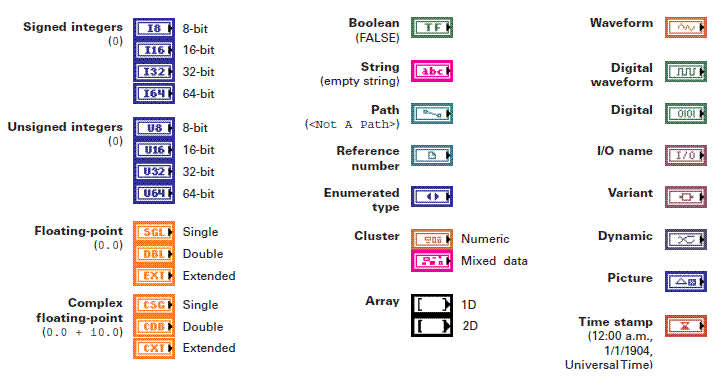 Signed integers
(0)
I8 8-bit
I16 16-bit
I32 32-bit
I64 64-bit
Unsigned integers
(0)
U8 8-bit
U16 16-bit
U32 32-bit
U64 64-bit
Floating-point
(0.0)
SGL Single
DBL Double
EXT Extended
Complex
floating-point
(0.0 + i0.0)
CSG Single
CDB Double
CXT Extended
Boolean
(FALSE)
TF
String
(empty string)
abc
Path
(<Not A Path>)
Reference
number
Enumerated
type
Cluster
Numeric
Mixed data
Array
[ ] 1D
[ ] 2D
Waveform
Digital
waveform
Digital
0101
I/O name
I/O
Variant
Dynamic
Picture
Time stamp
(12:00 a.m.,
1/1/1904,
Universal Time)